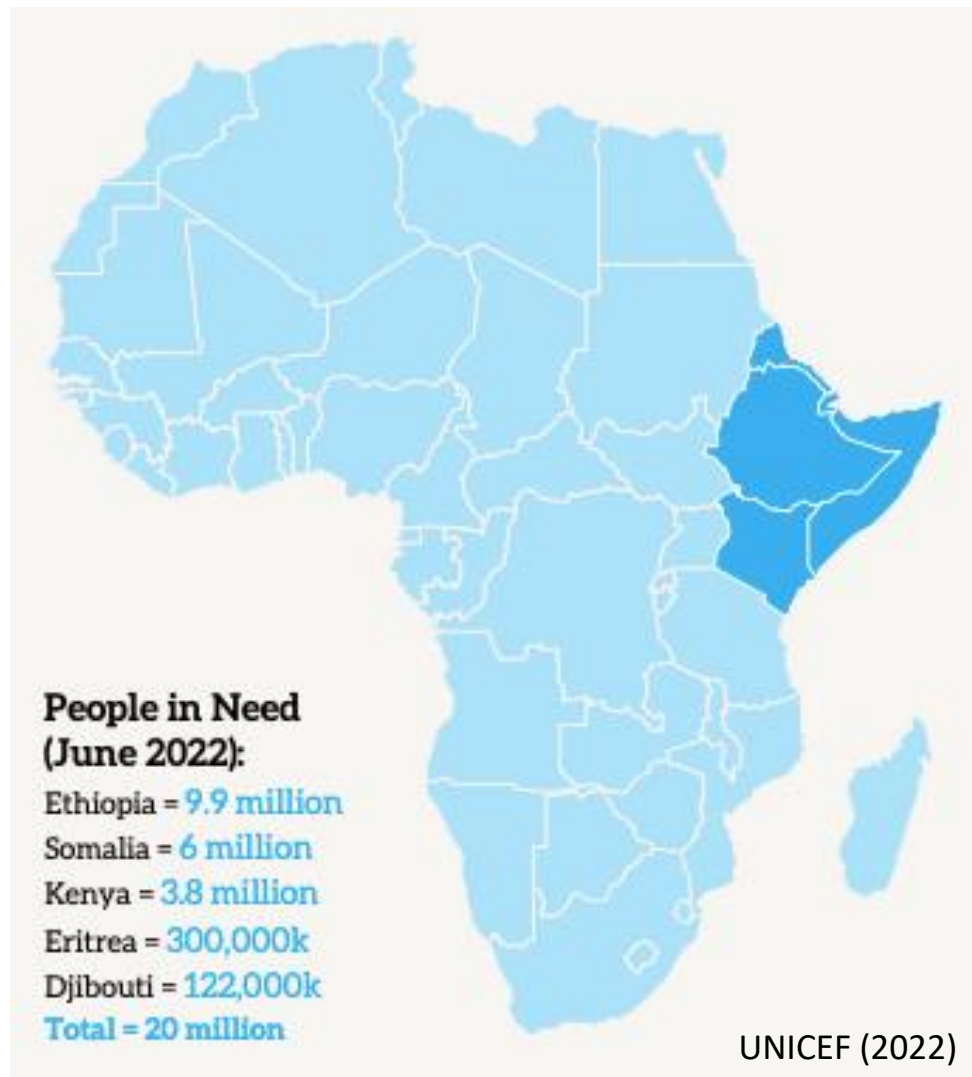 People in Need
(June 2022):
Ethiopia = 9.9 million
Somalia = 6 million
Kenya = 3.8 million
Eritrea = 300,000k
Djibouti = 122,000k
Total = 20 million
UNICEF (2022)